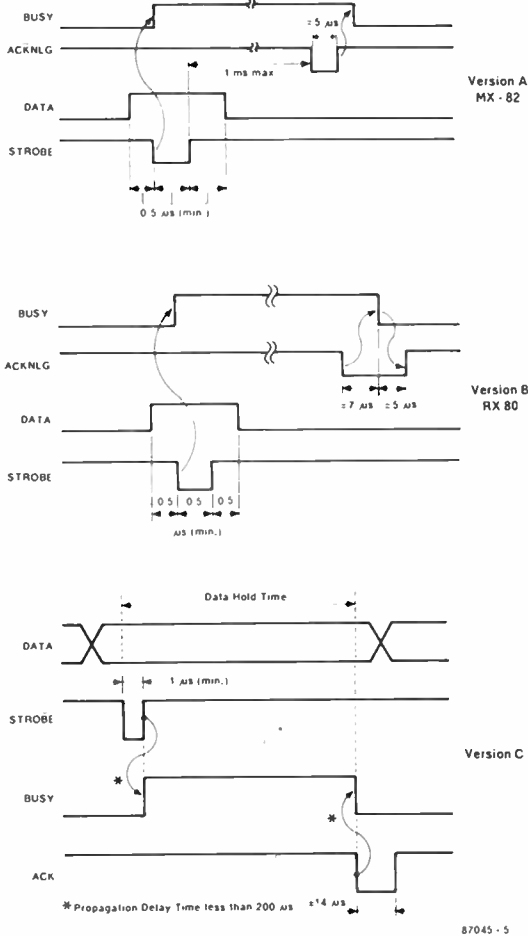 BUSY
±5 µs
ACKNLG
1 ms max
Version A
MX - 82
DATA
STROBE
0.5 µs (min.)
BUSY
ACKNLG
±7 µs ±5 µs
Version B
RX 80
DATA
STROBE
0.5 0.5 0.5
µs (min.)
Data Hold Time
DATA
1 µs (min.)
STROBE
Version C
*
BUSY
*
ACK
* Propagation Delay Time less than 200 µs
±14 µs
87045 - 5